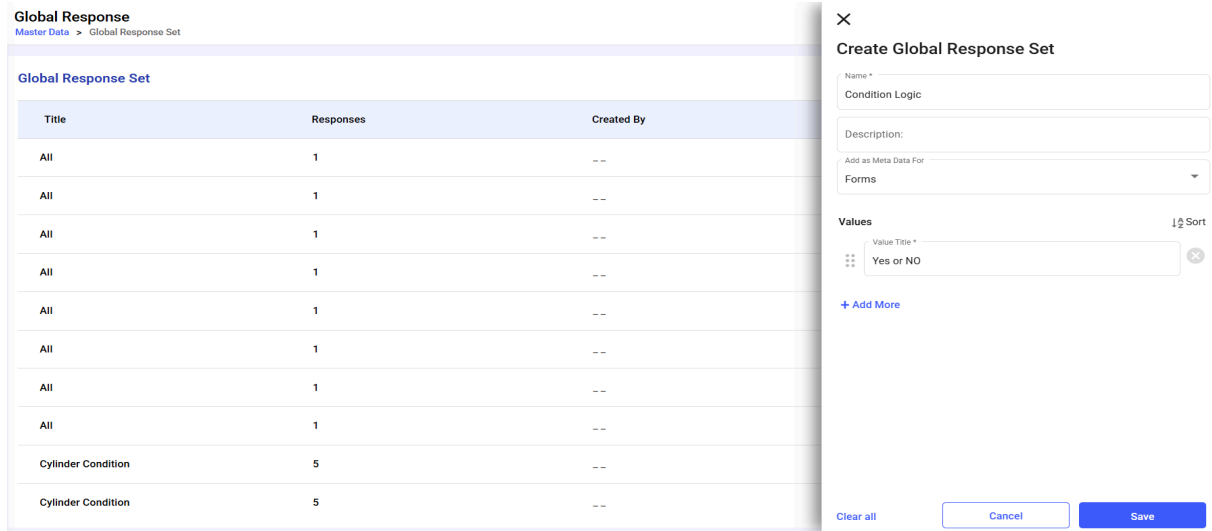 Global Response
Master Data > Global Response Set
Global Response Set
Title Responses Created By
All 1 _ _
All 1 _ _
All 1 _ _
All 1 _ _
All 1 _ _
All 1 _ _
All 1 _ _
All 1 _ _
Cylinder Condition 5 _ _
Cylinder Condition 5 _ _
Create Global Response Set
Name *
Condition Logic
Description:
Add as Meta Data For
Forms
Values Sort
Value Title *
Yes or NO
+ Add More
Clear all Cancel Save